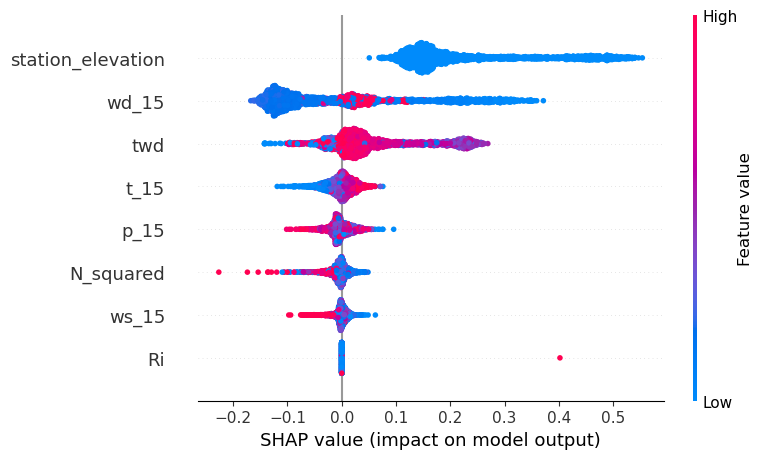 High
station_elevation
wd_15
twd
t_15
p_15
N_squared
ws_15
Ri
Feature value
Low
−0.2 −0.1 0.0 0.1 0.2 0.3 0.4 0.5
SHAP value (impact on model output)